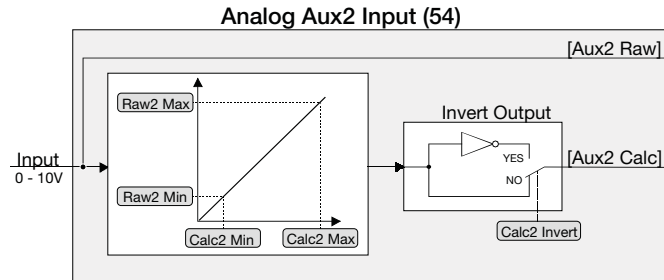 Analog Aux2 Input (54)
[Aux2 Raw]
Raw2 Max
Invert Output
Input
0 - 10V
YES
[Aux2 Calc]
NO
Raw2 Min
Calc2 Min
Calc2 Max
Calc2 Invert